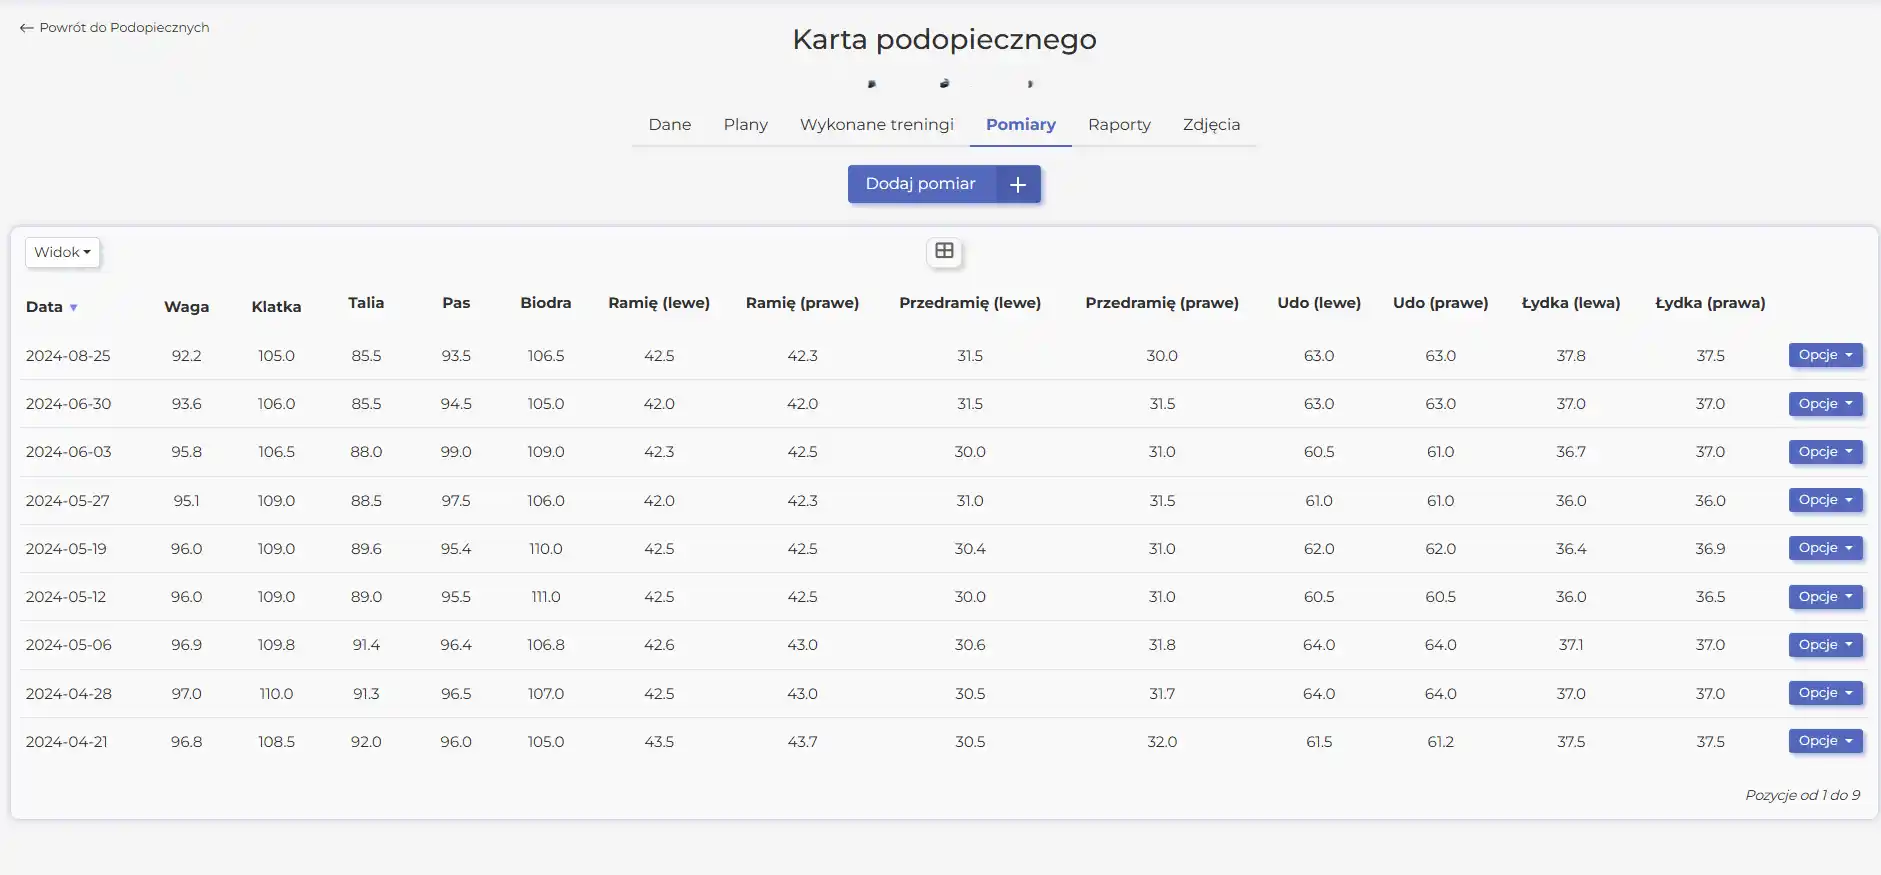 ← Powrót do Podopiecznych
Karta podopiecznego
Dane Plany Wykonane treningi Pomiary Raporty Zdjęcia
Dodaj pomiar +
Widok
Data Waga Klatka Talia Pas Biodra Ramię (lewe) Ramię (prawe) Przedramię (lewe) Przedramię (prawe) Udo (lewe) Udo (prawe) Łydka (lewa) Łydka (prawa)
2024-08-25 92.2 105.0 85.5 93.5 106.5 42.5 42.3 31.5 30.0 63.0 63.0 37.8 37.5 Opcje
2024-06-30 93.6 106.0 85.5 94.5 105.0 42.0 42.0 31.5 31.5 63.0 63.0 37.0 37.0 Opcje
2024-06-03 95.8 106.5 88.0 99.0 109.0 42.3 42.5 30.0 31.0 60.5 61.0 36.7 37.0 Opcje
2024-05-27 95.1 109.0 88.5 97.5 106.0 42.0 42.3 31.0 31.5 61.0 61.0 36.0 36.0 Opcje
2024-05-19 96.0 109.0 89.6 95.4 110.0 42.5 42.5 30.4 31.0 62.0 62.0 36.4 36.9 Opcje
2024-05-12 96.0 109.0 89.0 95.5 111.0 42.5 42.5 30.0 31.0 60.5 60.5 36.0 36.5 Opcje
2024-05-06 96.9 109.8 91.4 96.4 106.8 42.6 43.0 30.6 31.8 64.0 64.0 37.1 37.0 Opcje
2024-04-28 97.0 110.0 91.3 96.5 107.0 42.5 43.0 30.5 31.7 64.0 64.0 37.0 37.0 Opcje
2024-04-21 96.8 108.5 92.0 96.0 105.0 43.5 43.7 30.5 32.0 61.5 61.2 37.5 37.5 Opcje
Pozycje od 1 do 9